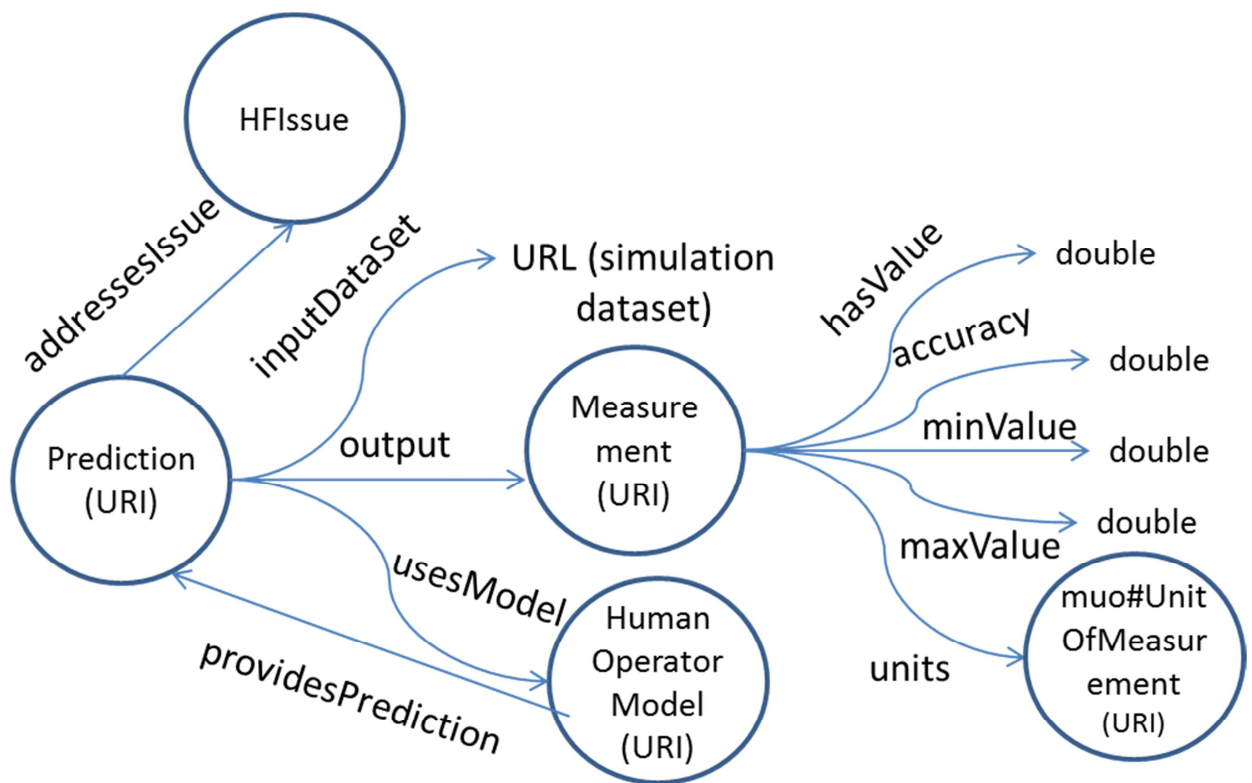 HFIssue
addressesIssue
inputDataSet
URL (simulation
dataset)
hasValue
double
accuracy
double
Prediction
(URI)
output
Measure
ment
(URI)
minValue
double
maxValue
double
usesModel
providesPrediction
Human
Operator
Model
(URI)
units
muo#Unit
OfMeasur
ement
(URI)